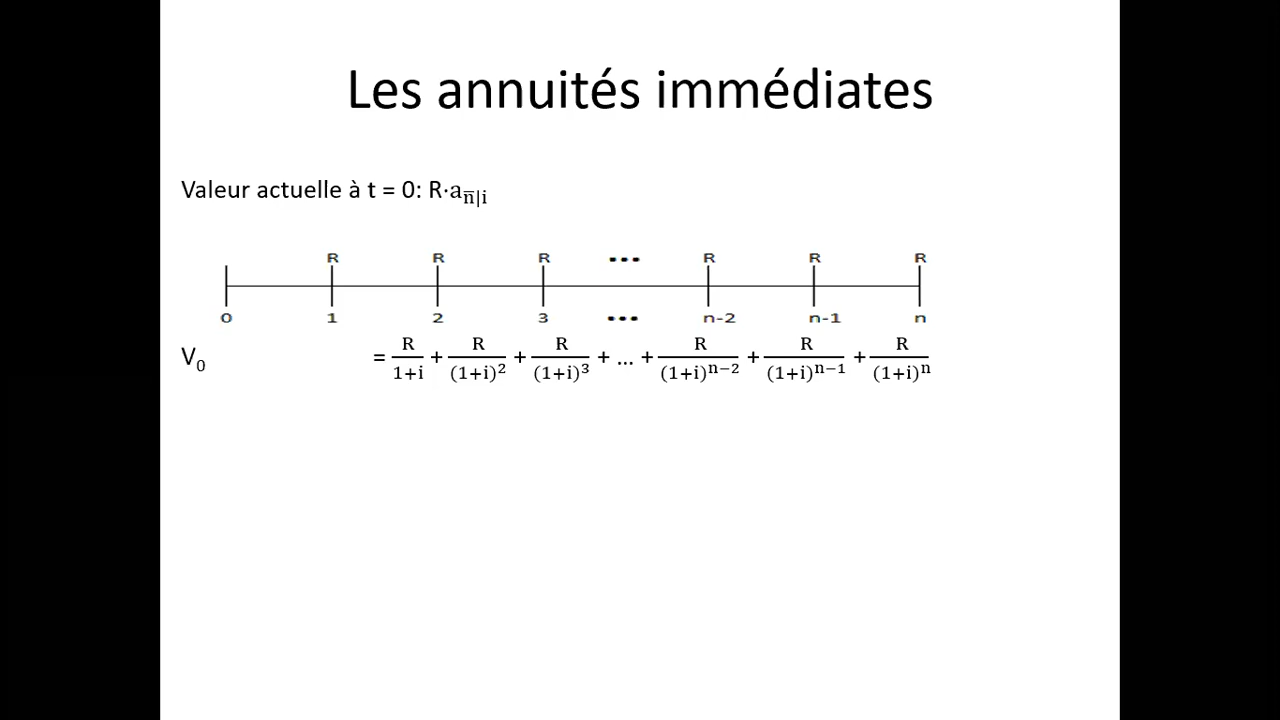 Les annuités immédiates
Valeur actuelle à t = 0: R·a_n̅|i
R R R ... R R R
0 1 2 3 ... n-2 n-1 n
V₀ = R/(1+i) + R/(1+i)² + R/(1+i)³ + ... + R/(1+i)ⁿ⁻² + R/(1+i)ⁿ⁻¹ + R/(1+i)ⁿ